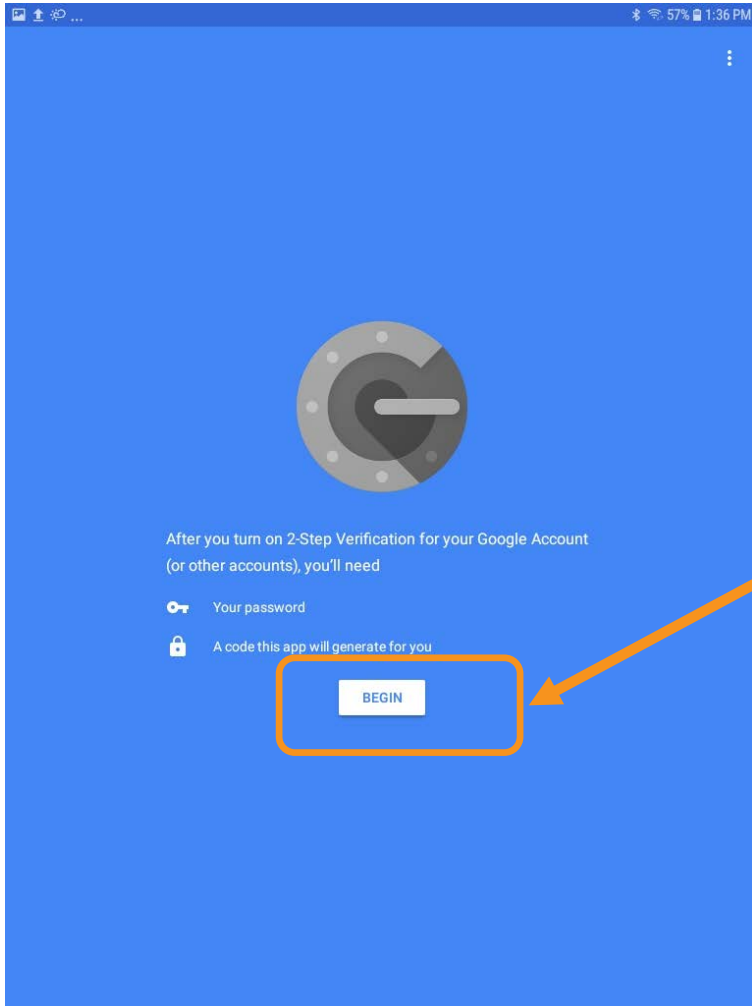 ... 57% 1:36 PM
After you turn on 2-Step Verification for your Google Account
(or other accounts), you'll need
Your password
A code this app will generate for you
BEGIN